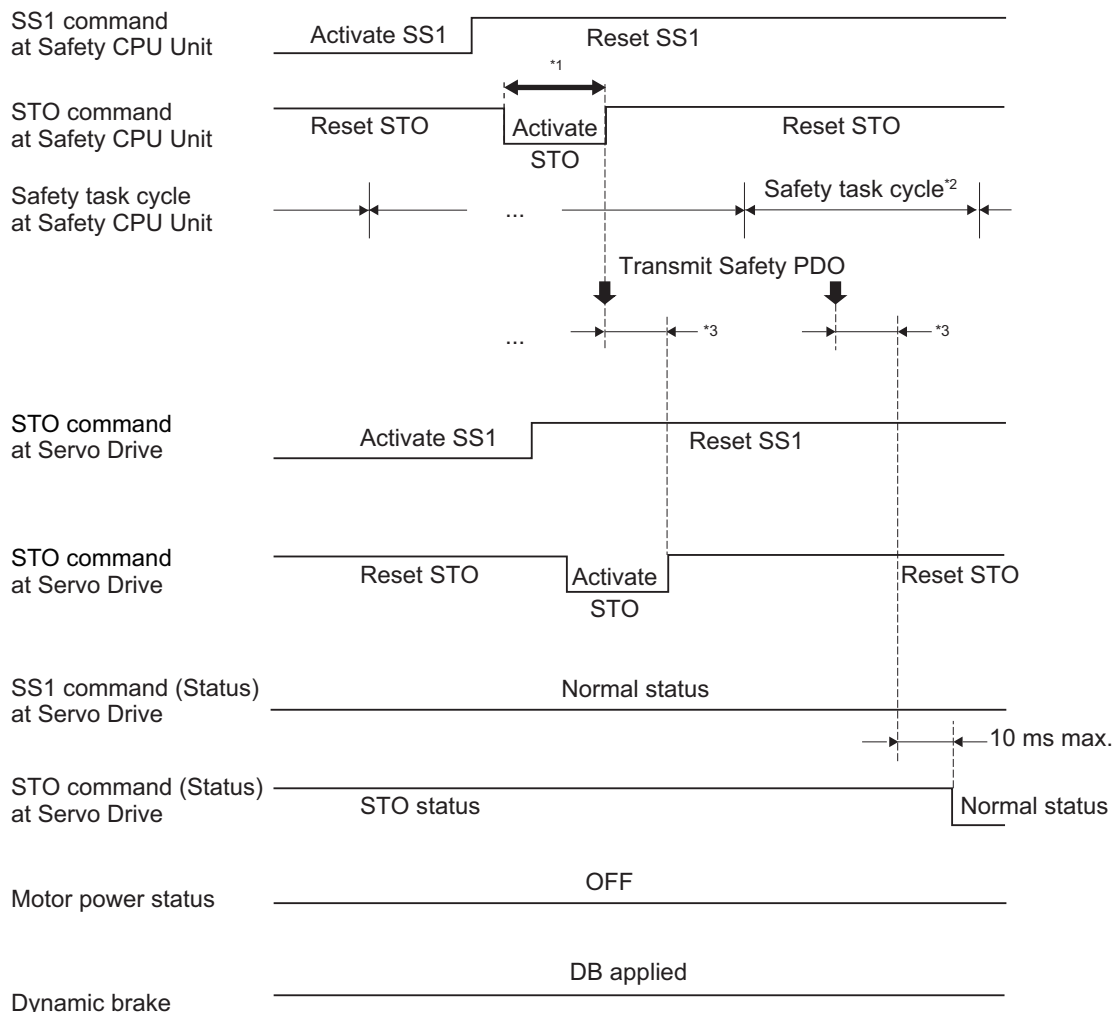 SS1 command
at Safety CPU Unit
Activate SS1
Reset SS1
*1
STO command
at Safety CPU Unit
Reset STO
Activate
STO
Reset STO
Safety task cycle
at Safety CPU Unit
...
Safety task cycle*2
Transmit Safety PDO
...
*3
*3
STO command
at Servo Drive
Activate SS1
Reset SS1
STO command
at Servo Drive
Reset STO
Activate
STO
Reset STO
SS1 command (Status)
at Servo Drive
Normal status
10 ms max.
STO command (Status)
at Servo Drive
STO status
Normal status
Motor power status
OFF
Dynamic brake
DB applied